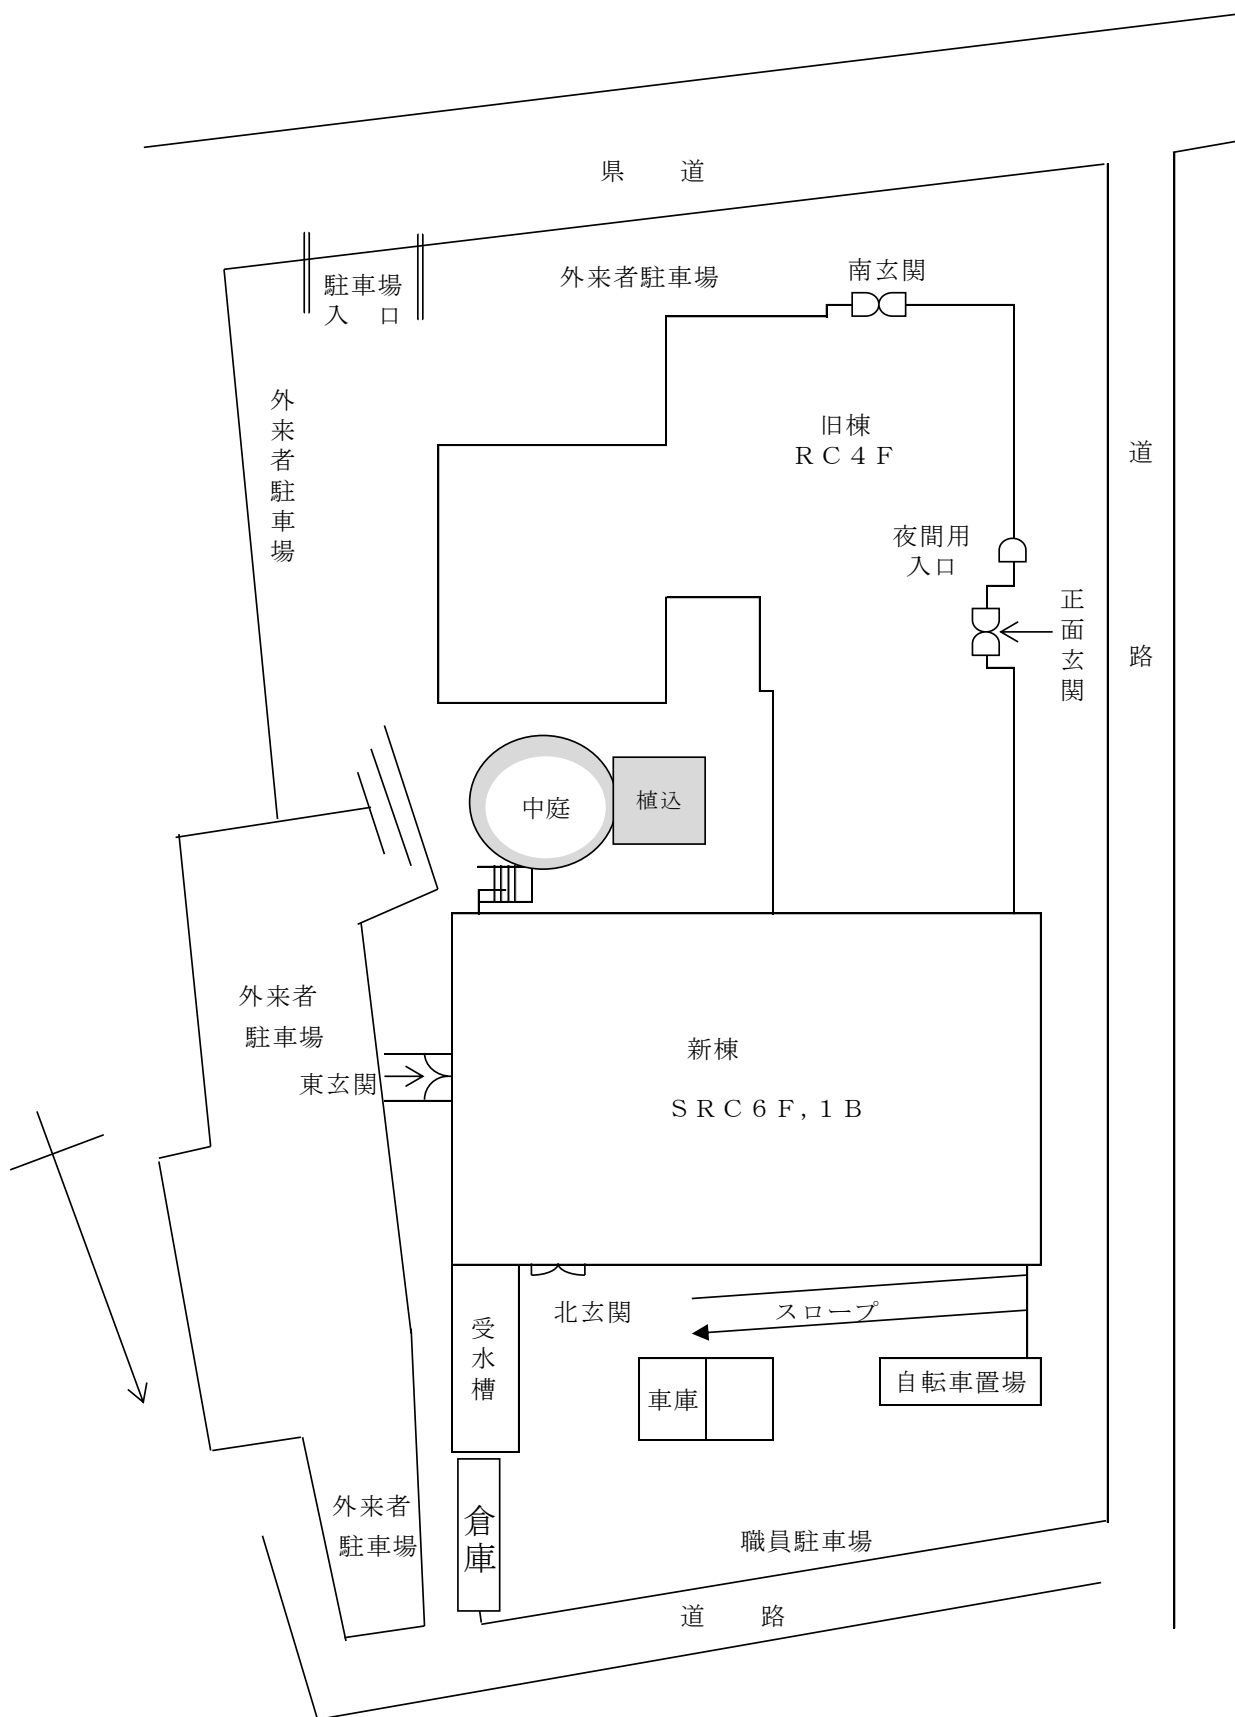 県　　道
駐車場
入　口
外来者駐車場
南玄関
外来者駐車場
旧棟
ＲＣ４Ｆ
道　　路
夜間用
入口
正面玄関
中庭
植込
外来者
駐車場
東玄関
新棟
ＳＲＣ６Ｆ，１Ｂ
受水槽
北玄関
スロープ
車庫
自転車置場
外来者
駐車場
倉庫
職員駐車場
道　　路